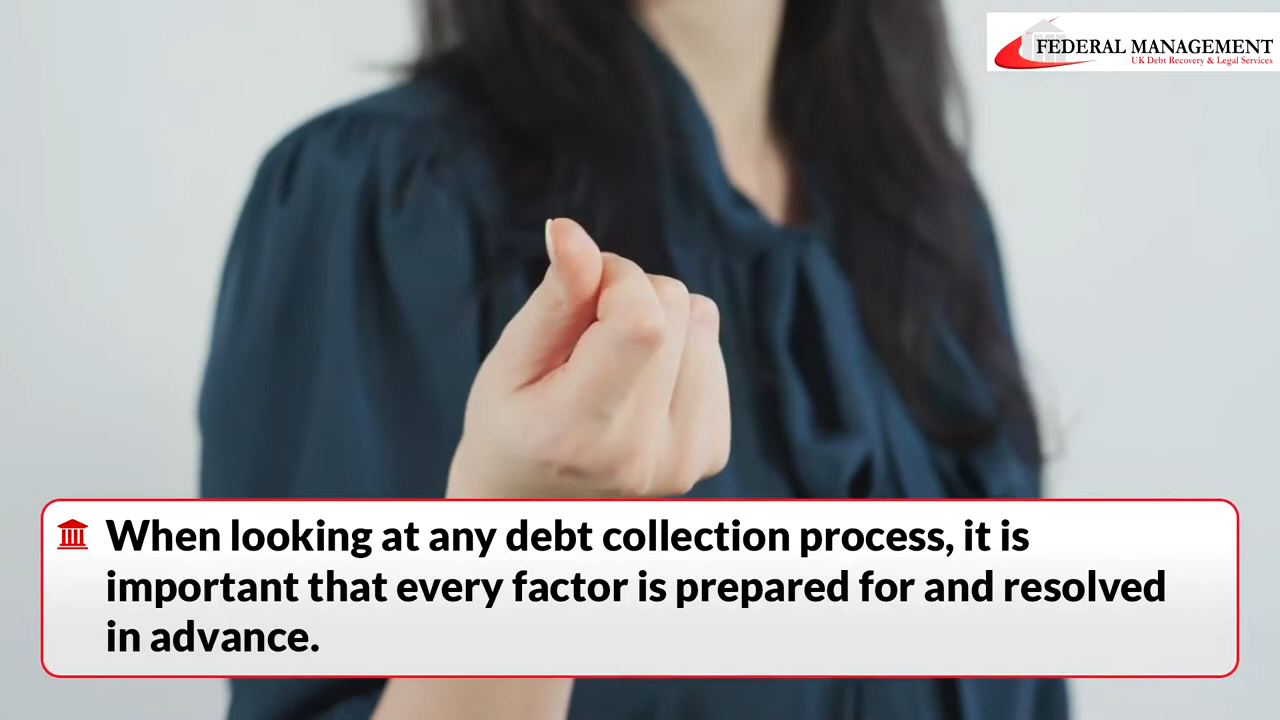 FEDERAL MANAGEMENT
UK Debt Recovery & Legal Services
When looking at any debt collection process, it is
important that every factor is prepared for and resolved
in advance.